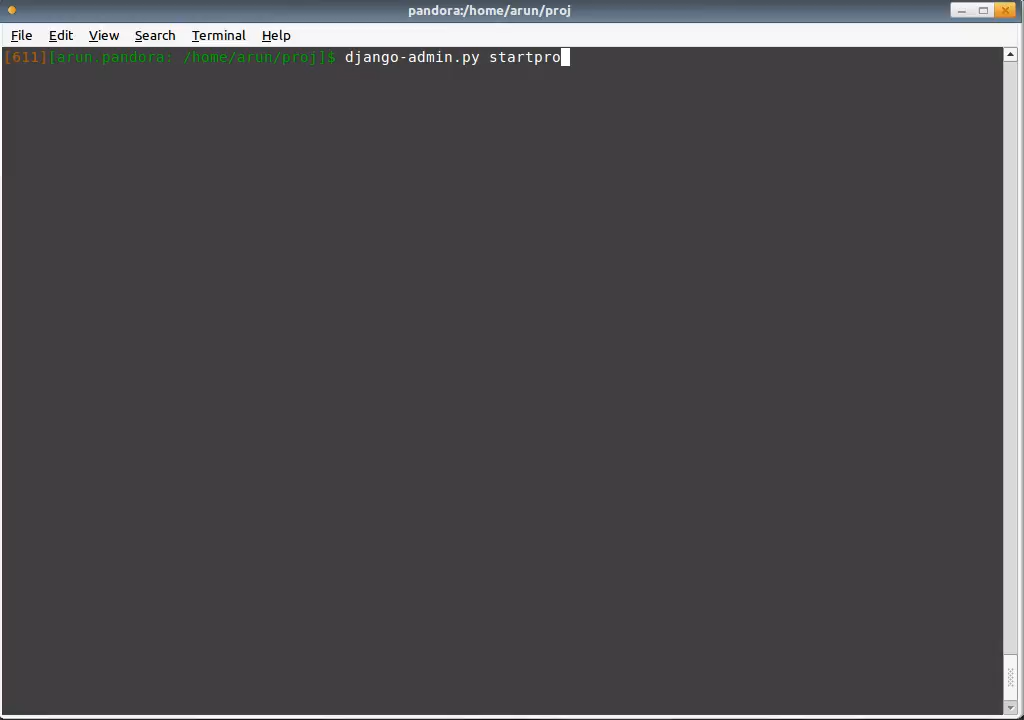 pandora:/home/arun/proj
File Edit View Search Terminal Help
[611][arun.pandora: /home/arun/proj]$ django-admin.py startpro